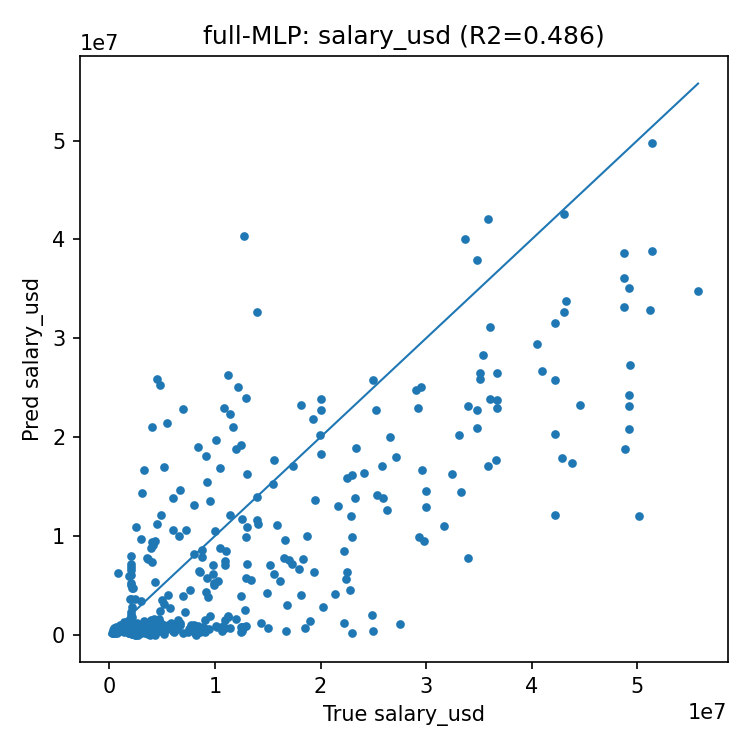 full-MLP: salary_usd (R2=0.486)
1e7
5
4
3
2
1
0
Pred salary_usd
0 1 2 3 4 5
True salary_usd
1e7